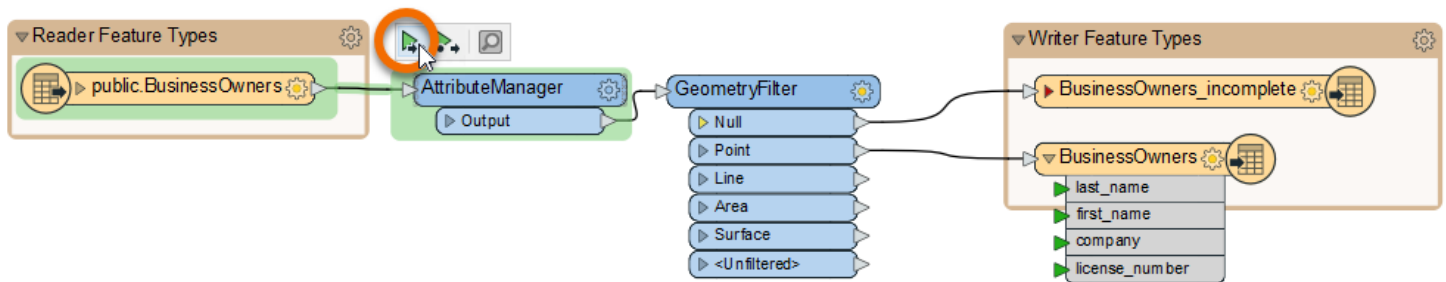 Reader Feature Types
public.BusinessOwners
AttributeManager
Output
GeometryFilter
Null
Point
Line
Area
Surface
<Unfiltered>
Writer Feature Types
BusinessOwners_incomplete
BusinessOwners
last_name
first_name
company
license_number